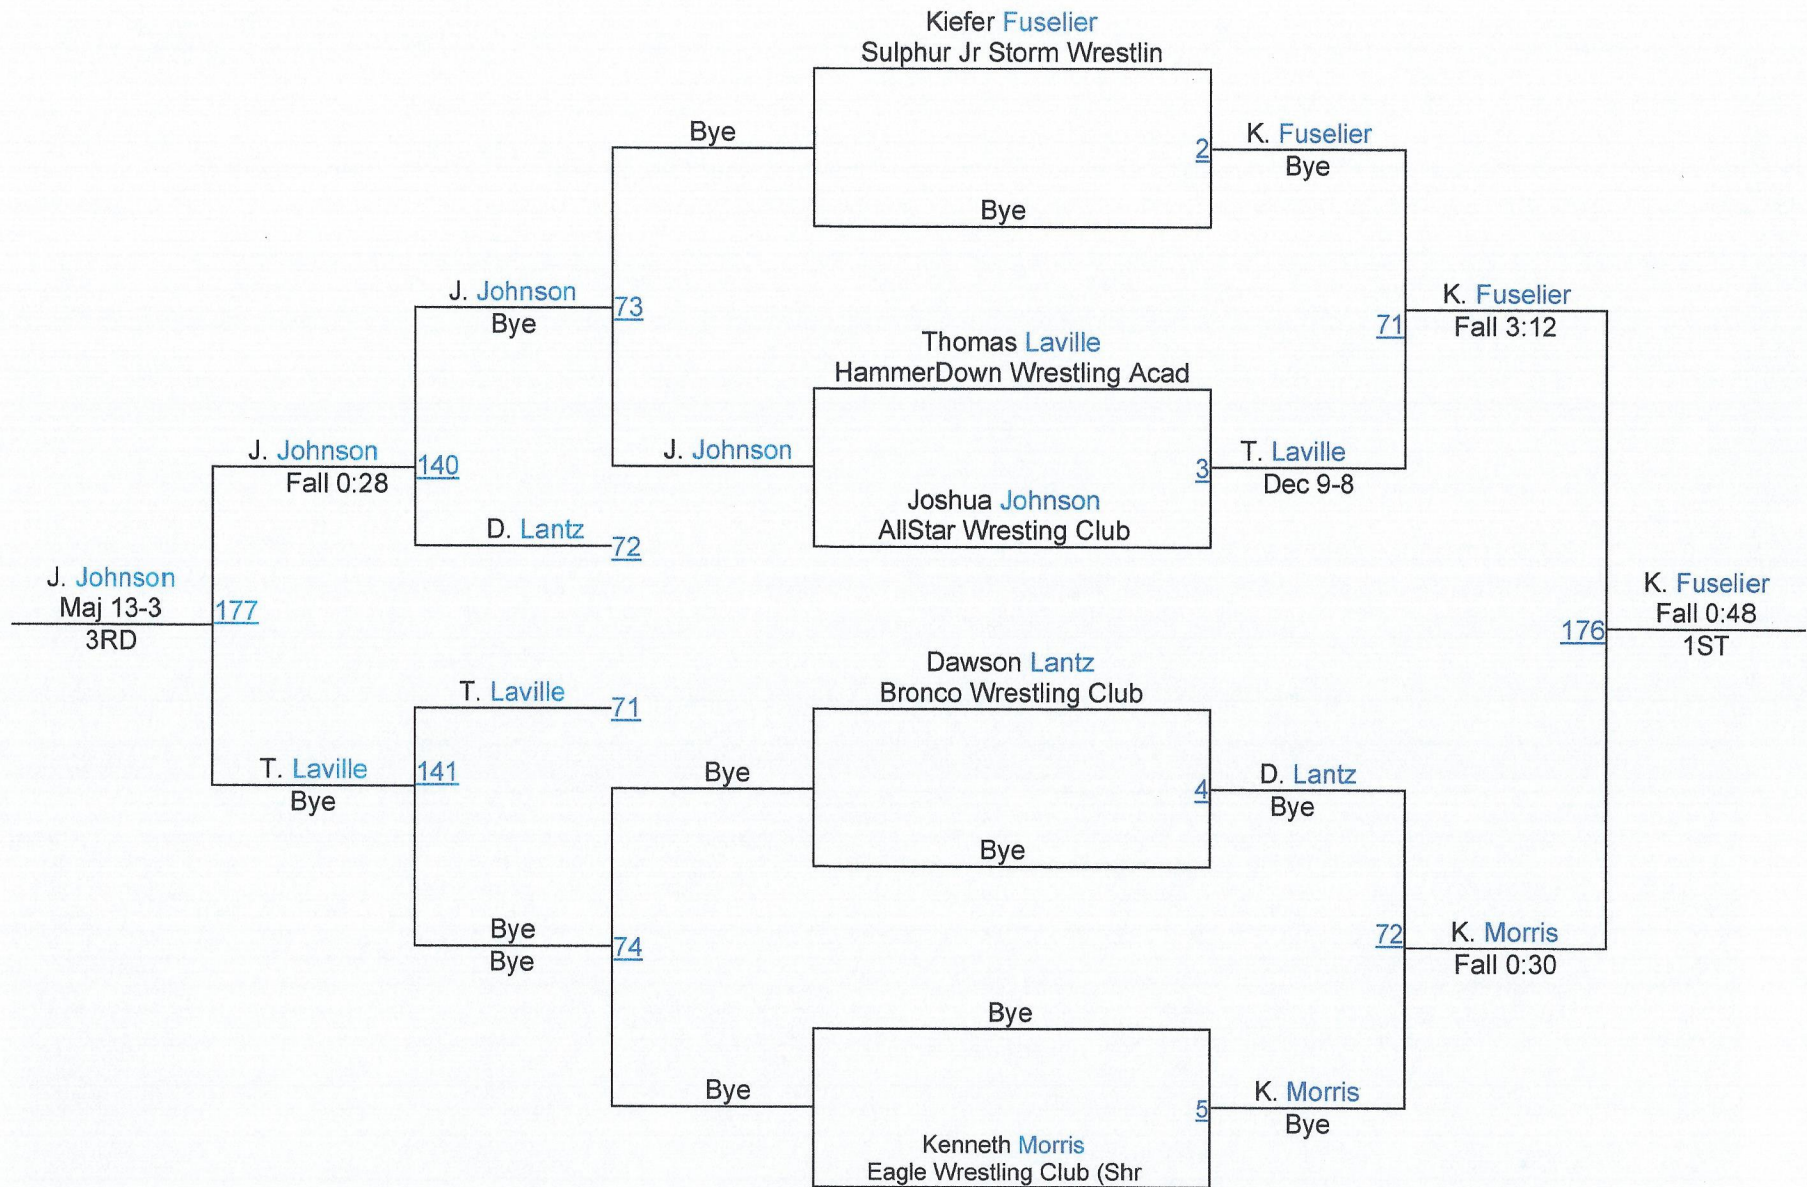 Kiefer Fuselier
Sulphur Jr Storm Wrestlin
Bye
2
K. Fuselier
Bye
Bye
J. Johnson
Bye
73
K. Fuselier
Fall 3:12
71
Thomas Laville
HammerDown Wrestling Acad
J. Johnson
Fall 0:28
140
J. Johnson
3
T. Laville
Dec 9-8
Joshua Johnson
AllStar Wresting Club
D. Lantz
72
J. Johnson
Maj 13-3
3RD
177
K. Fuselier
Fall 0:48
1ST
176
Dawson Lantz
Bronco Wrestling Club
T. Laville
71
T. Laville
Bye
141
Bye
4
D. Lantz
Bye
Bye
Bye
Bye
74
72
K. Morris
Fall 0:30
Bye
Bye
5
K. Morris
Bye
Kenneth Morris
Eagle Wrestling Club (Shr